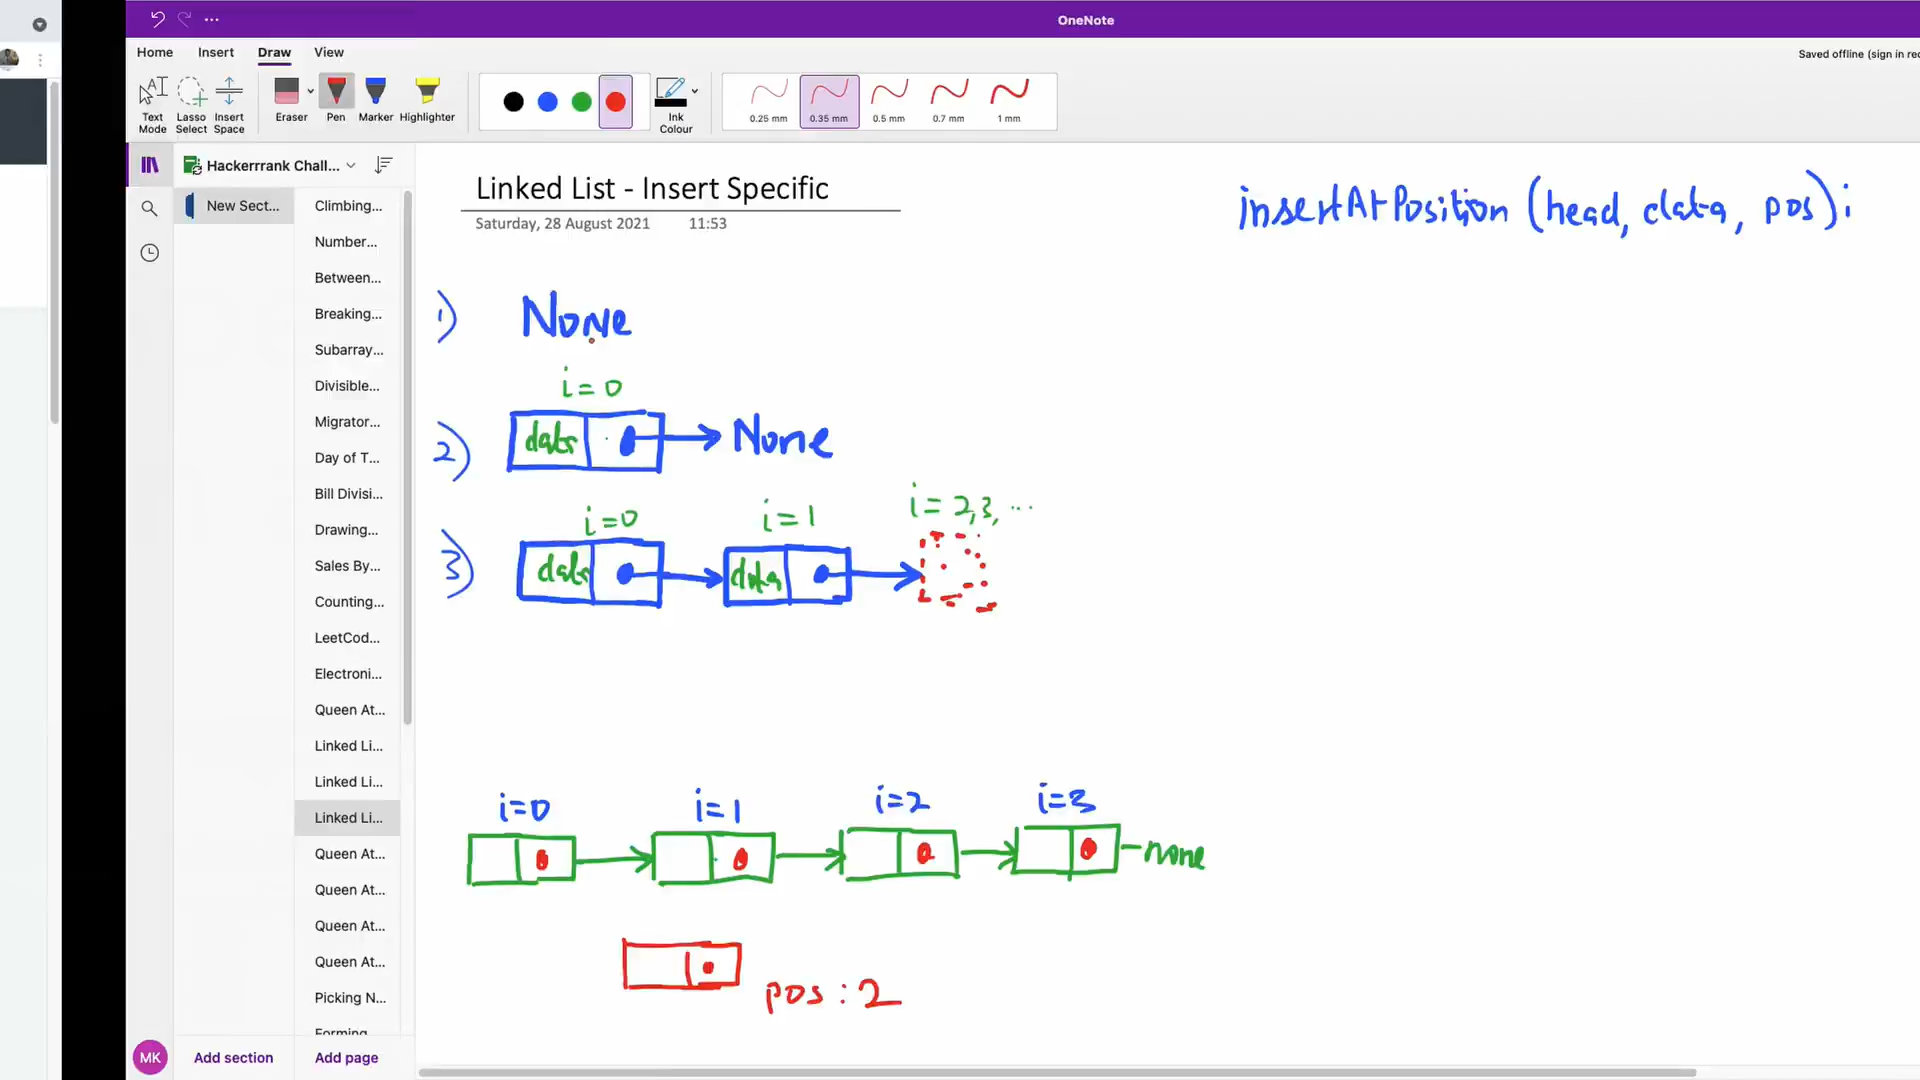 OneNote
Home Insert Draw View
Saved offline (sign in rec
Text Mode
Lasso Select
Insert Space
Eraser
Pen
Marker
Highlighter
Ink Colour
0.25 mm
0.35 mm
0.5 mm
0.7 mm
1 mm
Hackerrrank Chall...
New Sect...
Climbing...
Number...
Between...
Breaking...
Subarray...
Divisible...
Migrator...
Day of T...
Bill Divisi...
Drawing...
Sales By...
Counting...
LeetCod...
Electroni...
Queen At...
Linked Li...
Linked Li...
Linked Li...
Queen At...
Queen At...
Queen At...
Queen At...
Picking N...
Forming
MK
Add section
Add page
Linked List - Insert Specific
Saturday, 28 August 2021 11:53
insertAtPosition (head, data, pos) i
1) None
i = 0
2) data None
i=0 i=1 i= 2,3, ...
3) data data
i=0 i=1 i=2 i=3
none
pos : 2